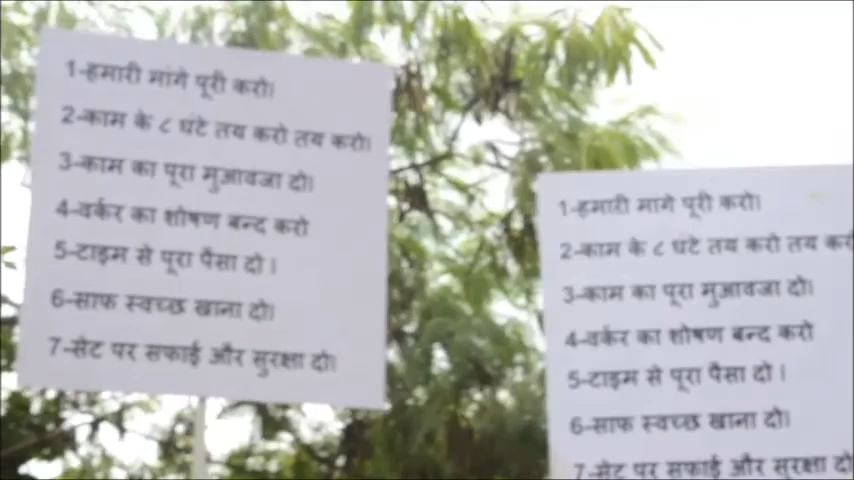 1-हमारी मांगे पूरी करो।
2-काम के ८ घंटे तय करो तय करो।
3-काम का पूरा मुआवजा दो।
4-वर्कर का शोषण बन्द करो
5-टाइम से पूरा पैसा दो ।
6-साफ स्वच्छ खाना दो।
7-सेट पर सफाई और सुरक्षा दो।
1-हमारी मांगे पूरी करो।
2-काम के ८ घंटे तय करो तय कर
3-काम का पूरा मुआवजा दो।
4-वर्कर का शोषण बन्द करो
5-टाइम से पूरा पैसा दो ।
6-साफ स्वच्छ खाना दो।
7-सेट पर सफाई और सुरक्षा दो